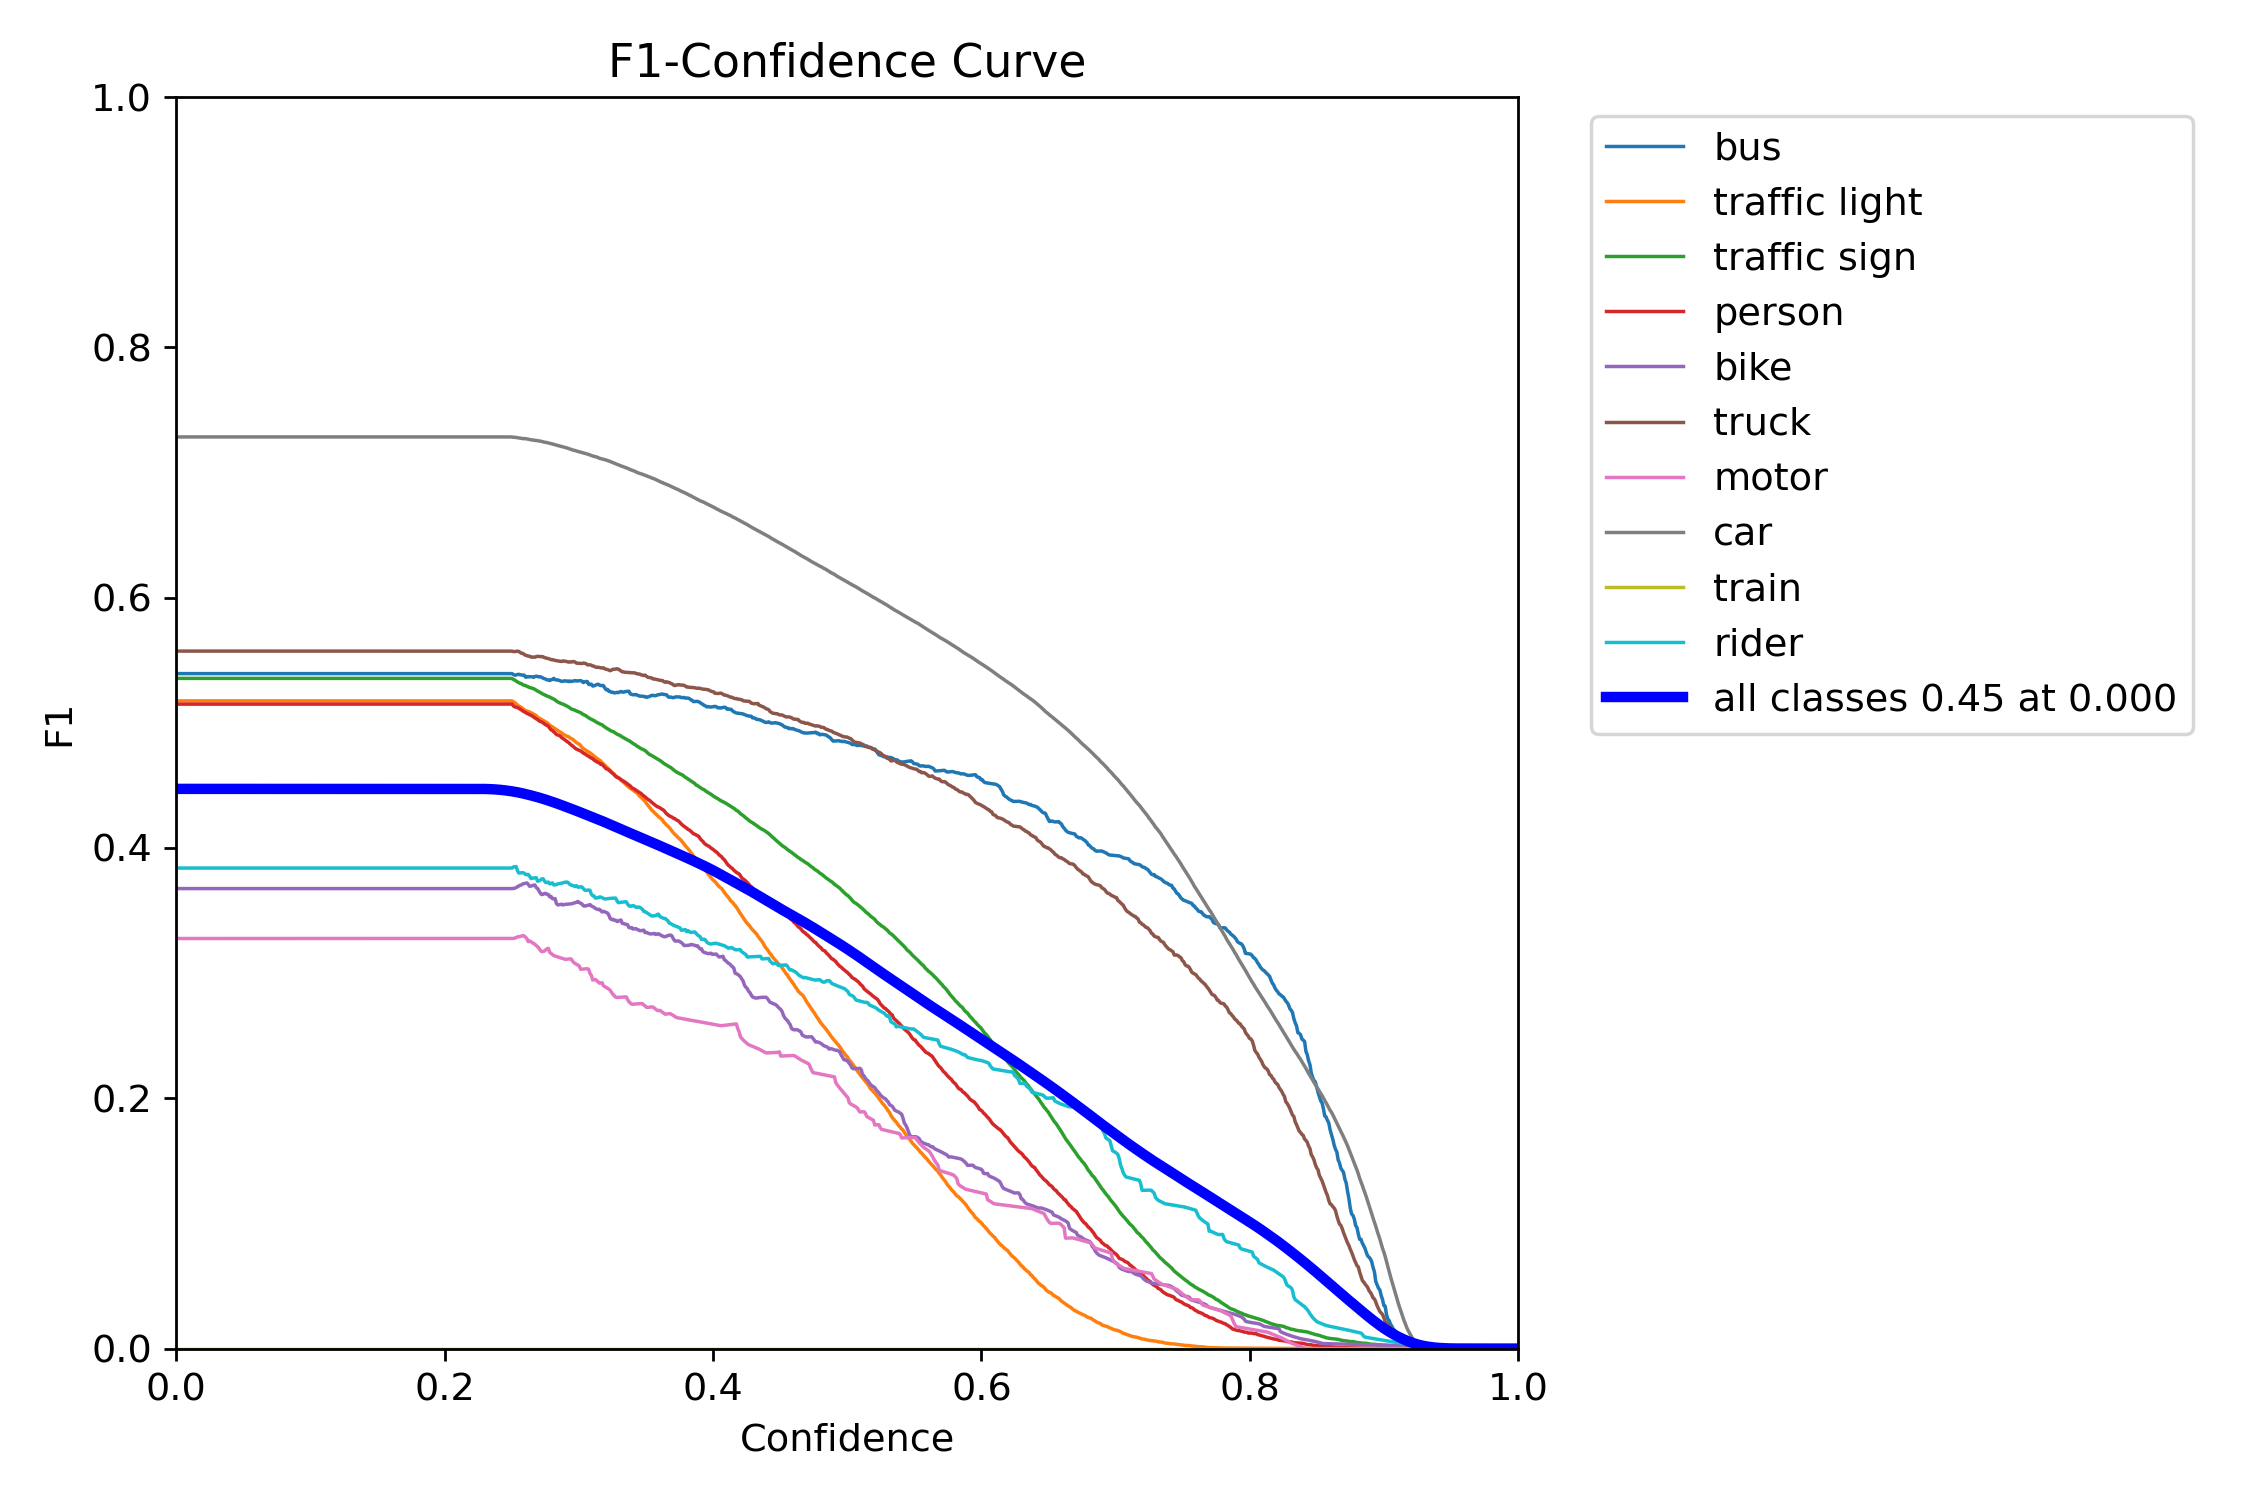 F1-Confidence Curve
1.0
0.8
0.6
0.4
0.2
0.0
F1
0.0 0.2 0.4 0.6 0.8 1.0
Confidence
bus
traffic light
traffic sign
person
bike
truck
motor
car
train
rider
all classes 0.45 at 0.000